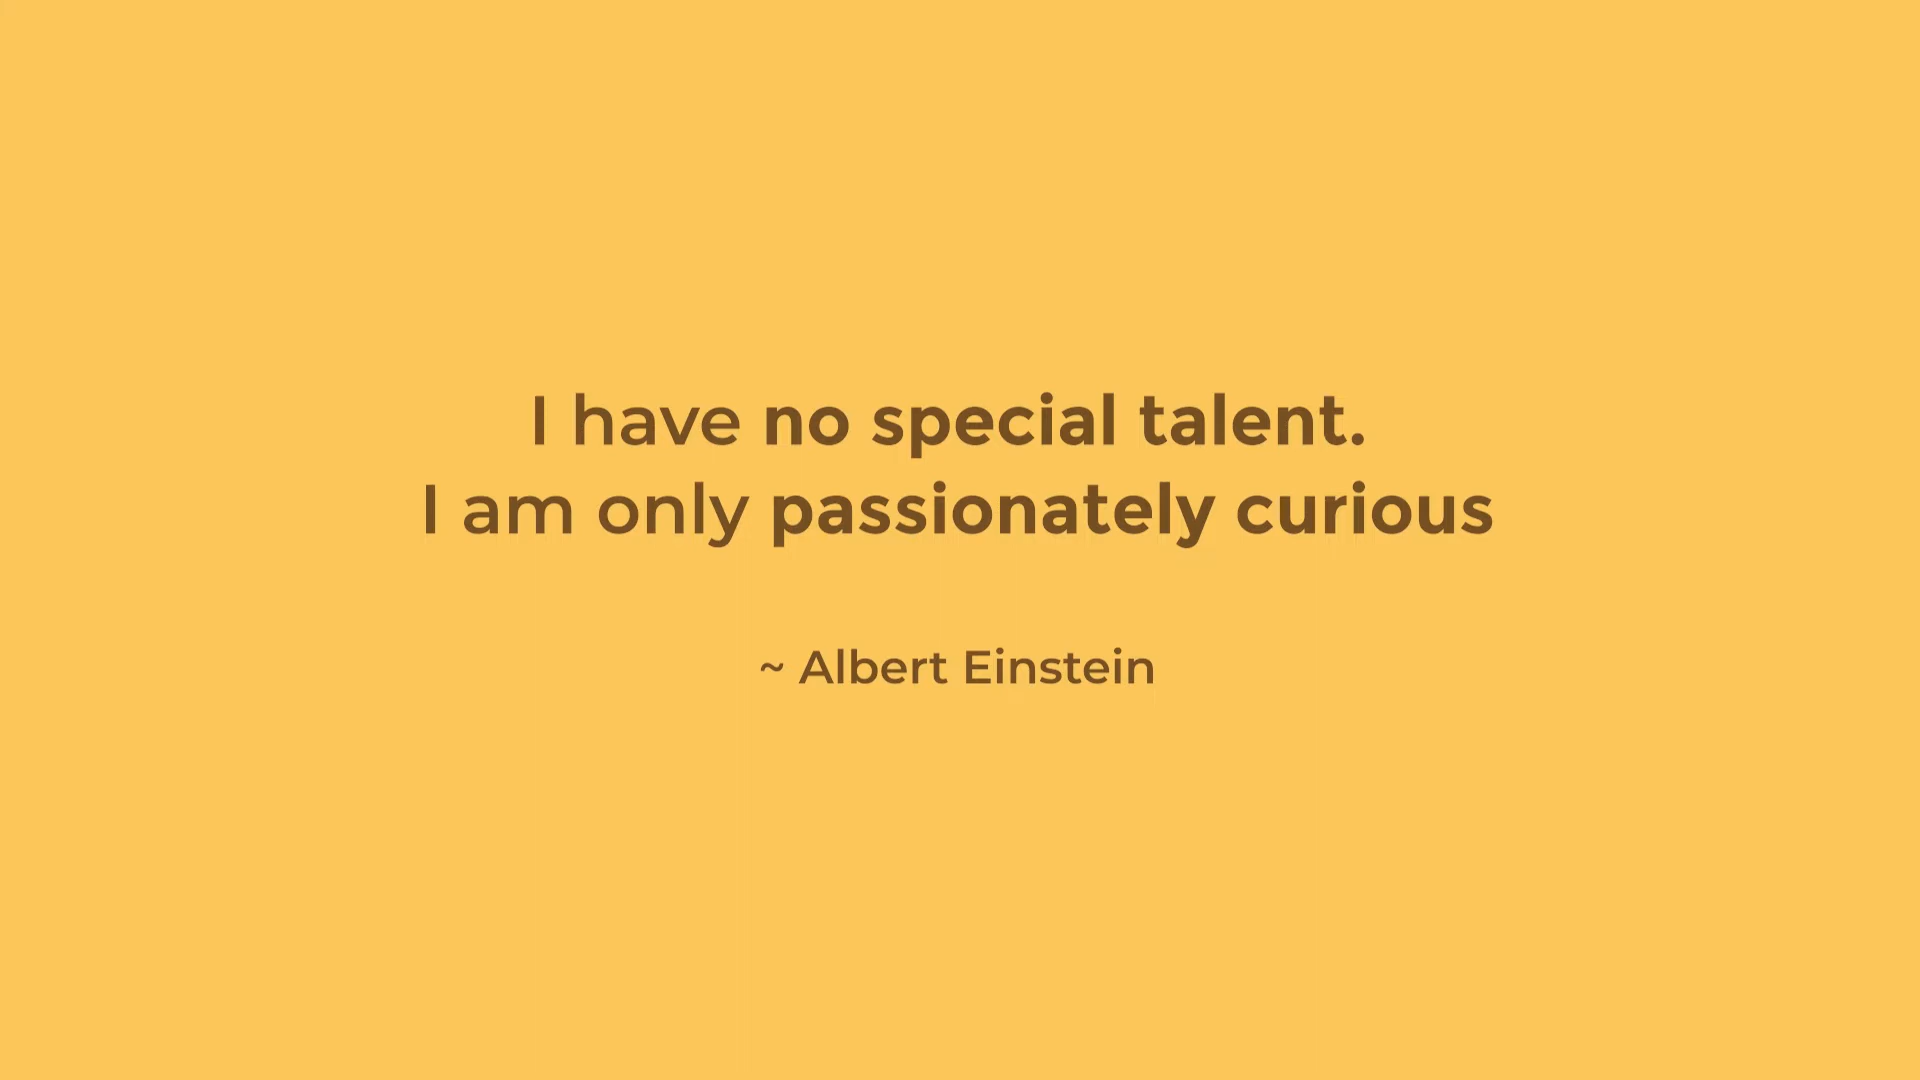 I have no special talent.
I am only passionately curious
~ Albert Einstein